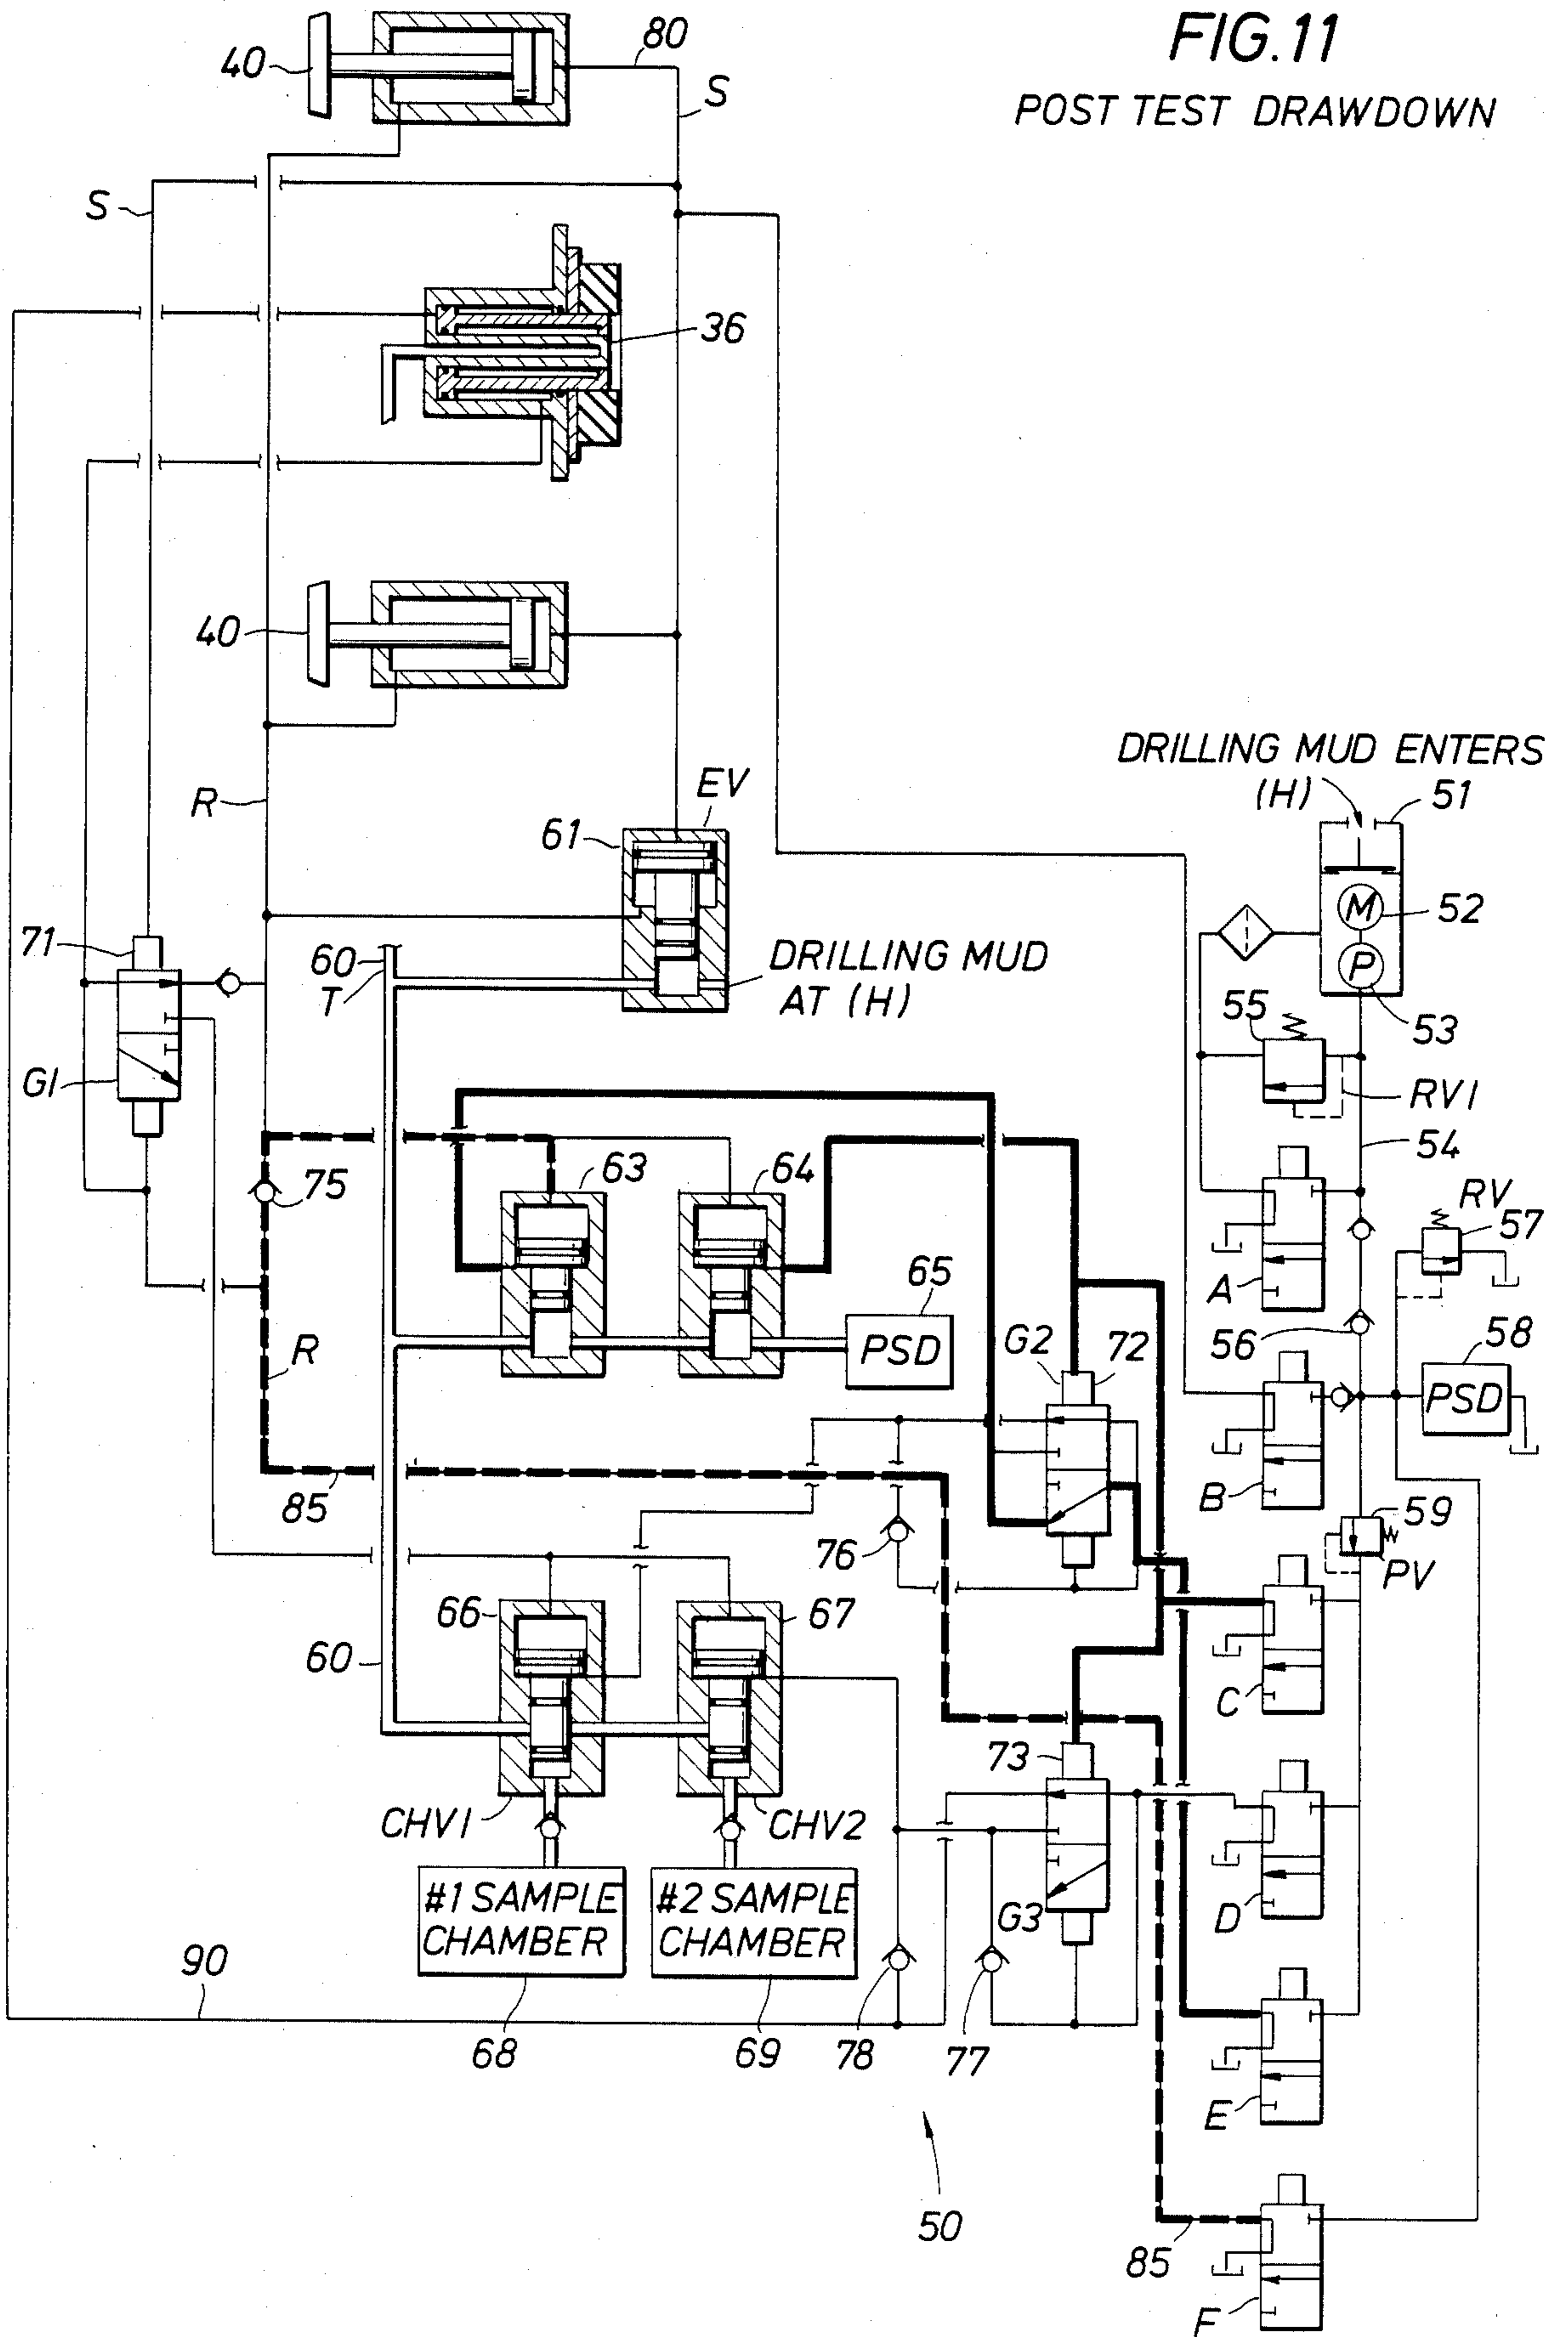 FIG.11
POST TEST DRAWDOWN
40
80
S
S
36
40
DRILLING MUD ENTERS
(H)
51
R
EV
61
52
M
71
60
T
DRILLING MUD
AT (H)
P
55
53
G1
RV1
54
63
64
75
RV
57
65
A
PSD
G2
72
56
58
R
PSD
85
B
59
76
PV
66
67
60
C
73
CHV1
CHV2
#1 SAMPLE
CHAMBER
#2 SAMPLE
CHAMBER
G3
D
90
68
69
78
77
E
50
85
F